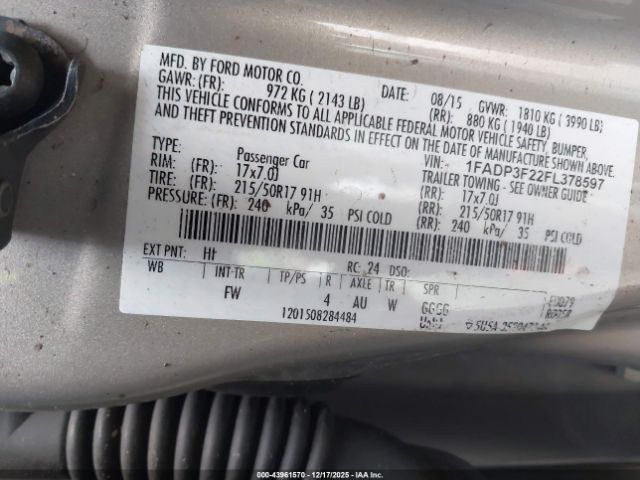 MFD. BY FORD MOTOR CO.
DATE: 08/15 GVWR: 1810 KG ( 3990 LB)
GAWR: (FR): 972 KG ( 2143 LB) (RR): 880 KG ( 1940 LB)
THIS VEHICLE CONFORMS TO ALL APPLICABLE FEDERAL MOTOR VEHICLE SAFETY, BUMPER,
AND THEFT PREVENTION STANDARDS IN EFFECT ON THE DATE OF MANUFACTURE SHOWN ABOVE.
VIN: 1FADP3F22FL378597
TYPE: Passenger Car TRAILER TOWING - SEE OWNER GUIDE
RIM: (FR): 17x7.0J (RR): 17x7.0J
TIRE: (FR): 215/50R17 91H (RR): 215/50R17 91H
PRESSURE: (FR): 240 kPa/ 35 PSI COLD (RR): 240 kPa/ 35 PSI COLD
EXT PNT: RC: 24 DSO:
WB INT TR TP/PS R AXLE TR SPR
FW 4 AU W GGGG
1201508284484
000-43961570 - 12/17/2025 - IAAI.COM